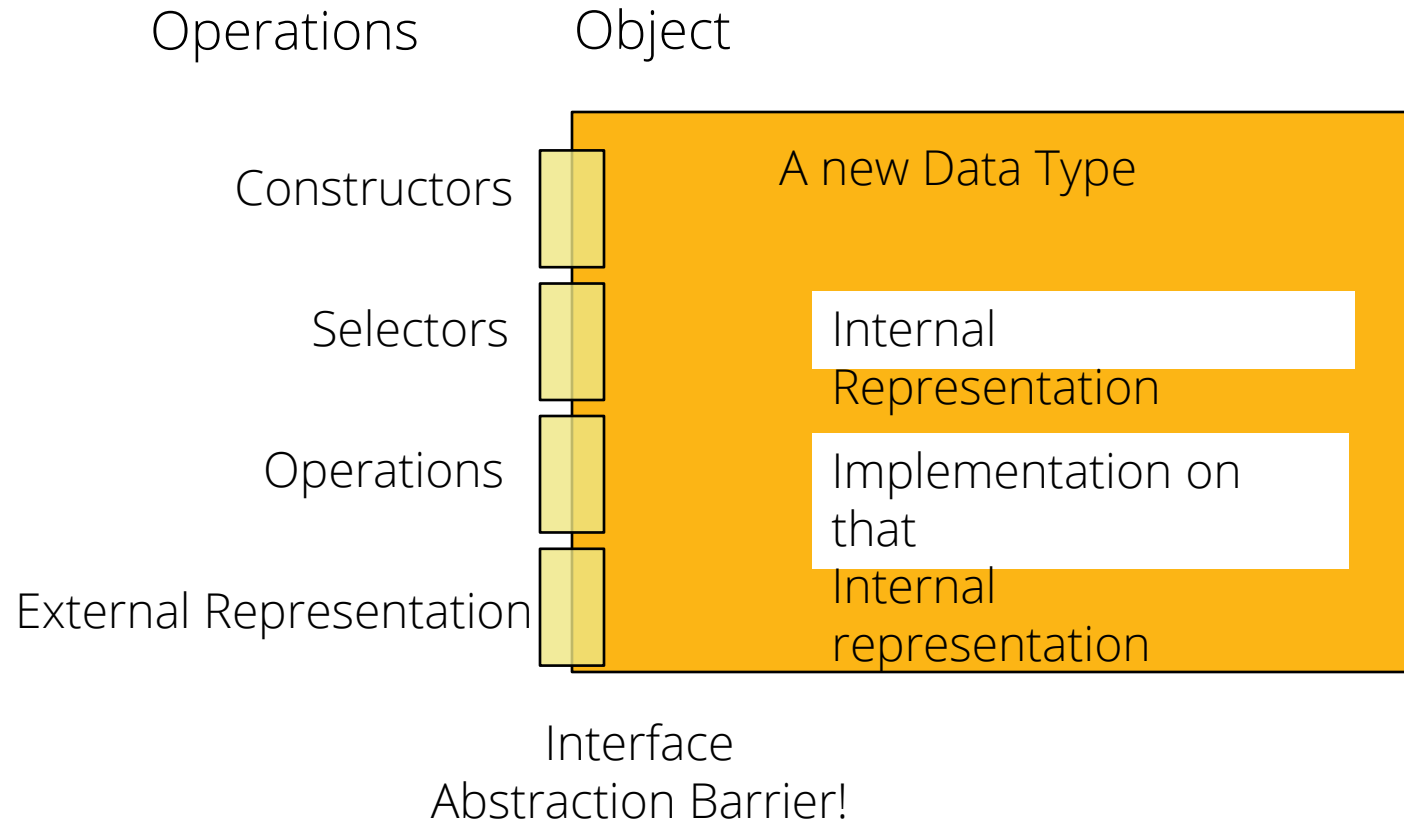 Operations
Object
A new Data Type
Constructors
Selectors
Internal
Representation
Operations
Implementation on
that
Internal
representation
External Representation
Interface
Abstraction Barrier!